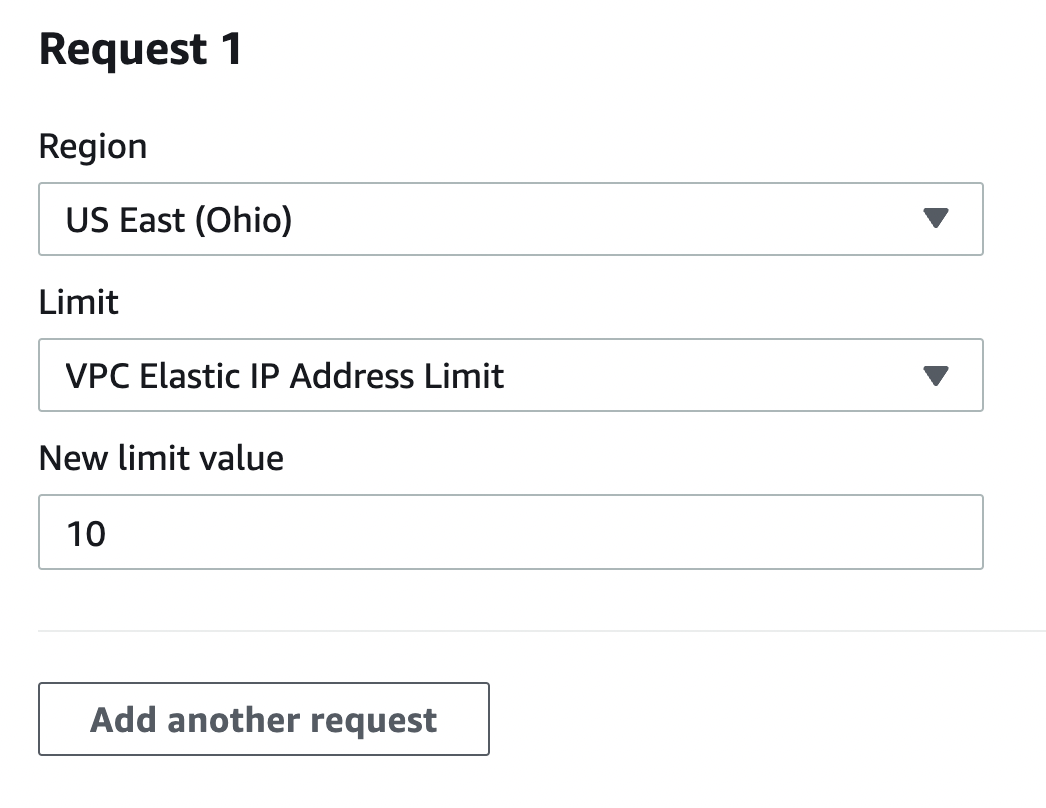 Request 1
Region
US East (Ohio)
Limit
VPC Elastic IP Address Limit
New limit value
10
Add another request